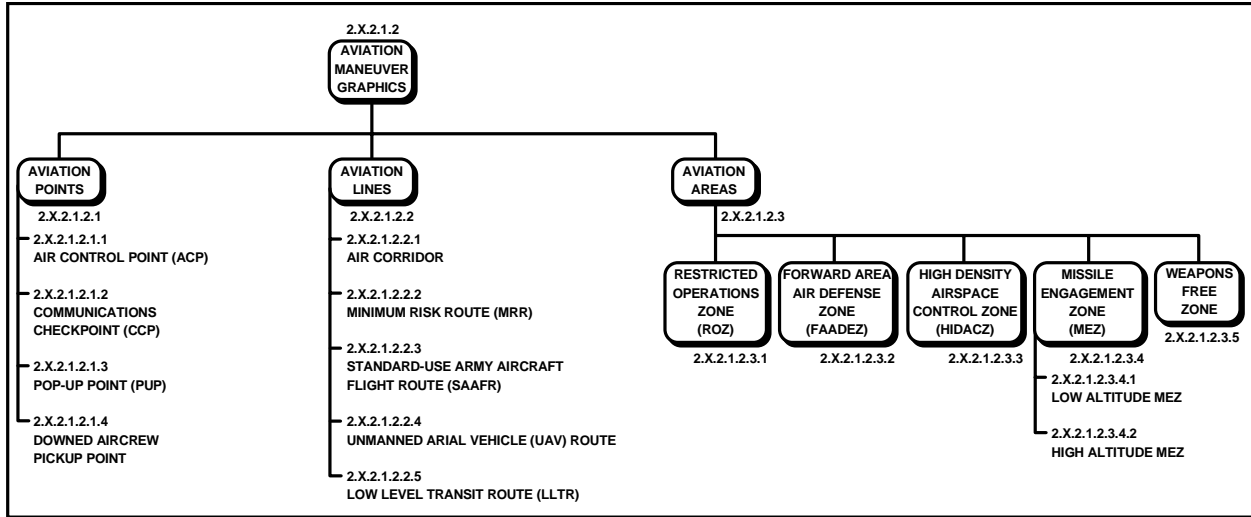 2.X.2.1.2
AVIATION
MANEUVER
GRAPHICS
AVIATION
POINTS
2.X.2.1.2.1
2.X.2.1.2.1.1
AIR CONTROL POINT (ACP)
2.X.2.1.2.1.2
COMMUNICATIONS
CHECKPOINT (CCP)
2.X.2.1.2.1.3
POP-UP POINT (PUP)
2.X.2.1.2.1.4
DOWNED AIRCREW
PICKUP POINT
AVIATION
LINES
2.X.2.1.2.2
2.X.2.1.2.2.1
AIR CORRIDOR
2.X.2.1.2.2.2
MINIMUM RISK ROUTE (MRR)
2.X.2.1.2.2.3
STANDARD-USE ARMY AIRCRAFT
FLIGHT ROUTE (SAAFR)
2.X.2.1.2.2.4
UNMANNED ARIAL VEHICLE (UAV) ROUTE
2.X.2.1.2.2.5
LOW LEVEL TRANSIT ROUTE (LLTR)
AVIATION
AREAS
2.X.2.1.2.3
RESTRICTED
OPERATIONS
ZONE
(ROZ)
2.X.2.1.2.3.1
FORWARD AREA
AIR DEFENSE
ZONE
(FAADEZ)
2.X.2.1.2.3.2
HIGH DENSITY
AIRSPACE
CONTROL ZONE
(HIDACZ)
2.X.2.1.2.3.3
MISSILE
ENGAGEMENT
ZONE
(MEZ)
2.X.2.1.2.3.4
2.X.2.1.2.3.4.1
LOW ALTITUDE MEZ
2.X.2.1.2.3.4.2
HIGH ALTITUDE MEZ
WEAPONS
FREE
ZONE
2.X.2.1.2.3.5